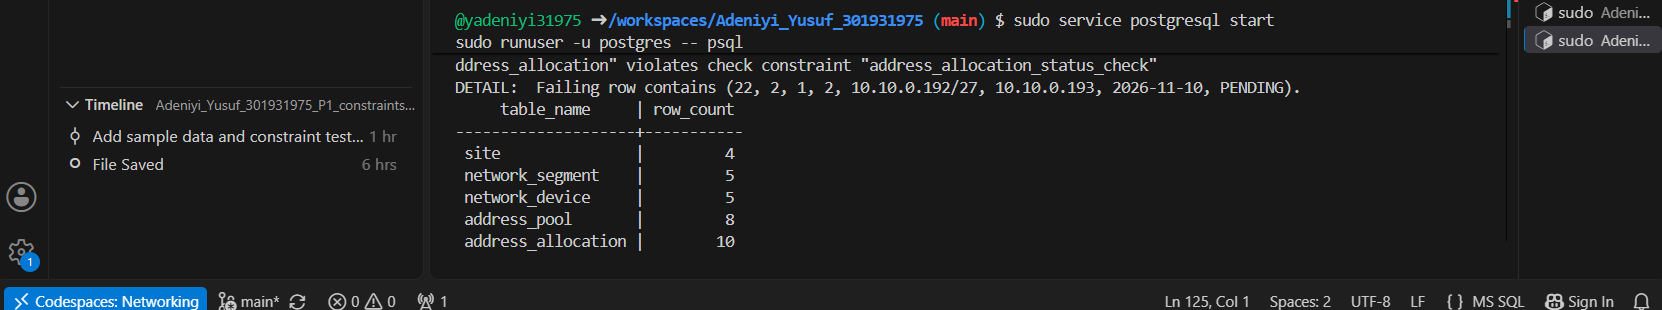 Timeline Adeniyi_Yusuf_301931975_P1_constraints...
Add sample data and constraint test... 1 hr
File Saved 6 hrs
1
@yadeniyi31975 ➜/workspaces/Adeniyi_Yusuf_301931975 (main) $ sudo service postgresql start
sudo runuser -u postgres -- psql
ddress_allocation" violates check constraint "address_allocation_status_check"
DETAIL:  Failing row contains (22, 2, 1, 2, 10.10.0.192/27, 10.10.0.193, 2026-11-10, PENDING).
     table_name     | row_count
--------------------+-----------
 site               |         4
 network_segment    |         5
 network_device     |         5
 address_pool       |         8
 address_allocation |        10
sudo Adeni...
sudo Adeni...
Codespaces: Networking main* 0 0 1 Ln 125, Col 1 Spaces: 2 UTF-8 LF {} MS SQL Sign In